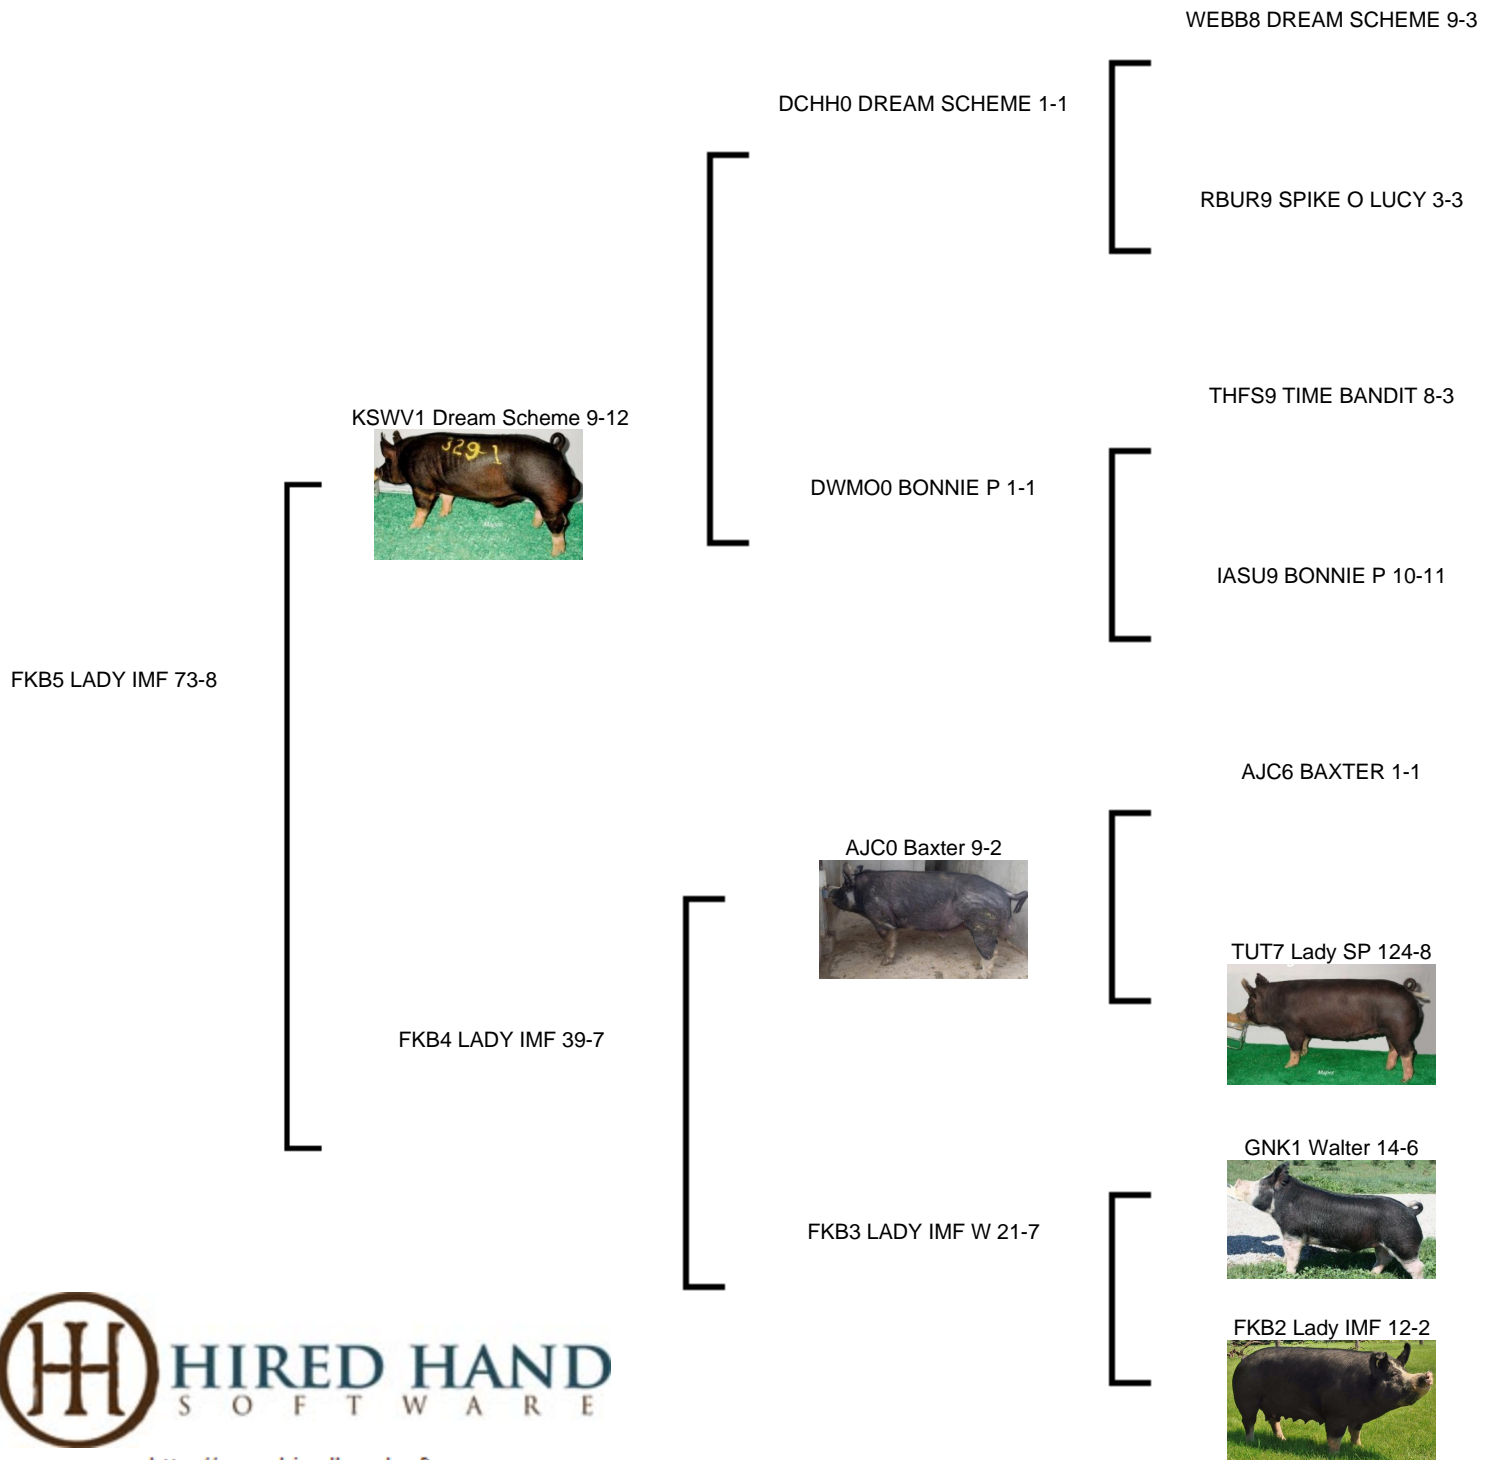 WEBB8 DREAM SCHEME 9-3
DCHH0 DREAM SCHEME 1-1
RBUR9 SPIKE O LUCY 3-3
THFS9 TIME BANDIT 8-3
KSWV1 Dream Scheme 9-12
329-1
DWMO0 BONNIE P 1-1
IASU9 BONNIE P 10-11
FKB5 LADY IMF 73-8
AJC6 BAXTER 1-1
AJC0 Baxter 9-2
TUT7 Lady SP 124-8
FKB4 LADY IMF 39-7
GNK1 Walter 14-6
FKB3 LADY IMF W 21-7
FKB2 Lady IMF 12-2
HIRED HAND
SOFTWARE